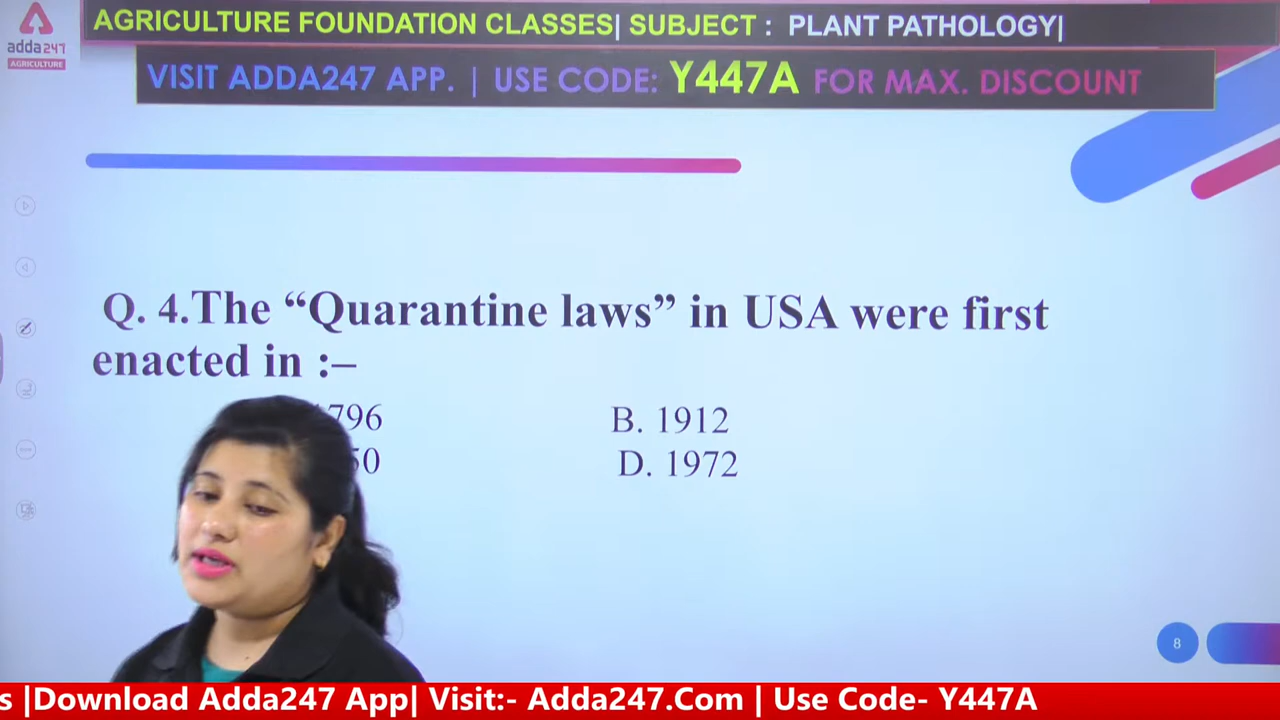 AGRICULTURE FOUNDATION CLASSES| SUBJECT : PLANT PATHOLOGY|
adda247
AGRICULTURE
VISIT ADDA247 APP. | USE CODE: Y447A FOR MAX. DISCOUNT
Q. 4.The “Quarantine laws” in USA were first
enacted in :–
796 B. 1912
50 D. 1972
8
s |Download Adda247 App| Visit:- Adda247.Com | Use Code- Y447A